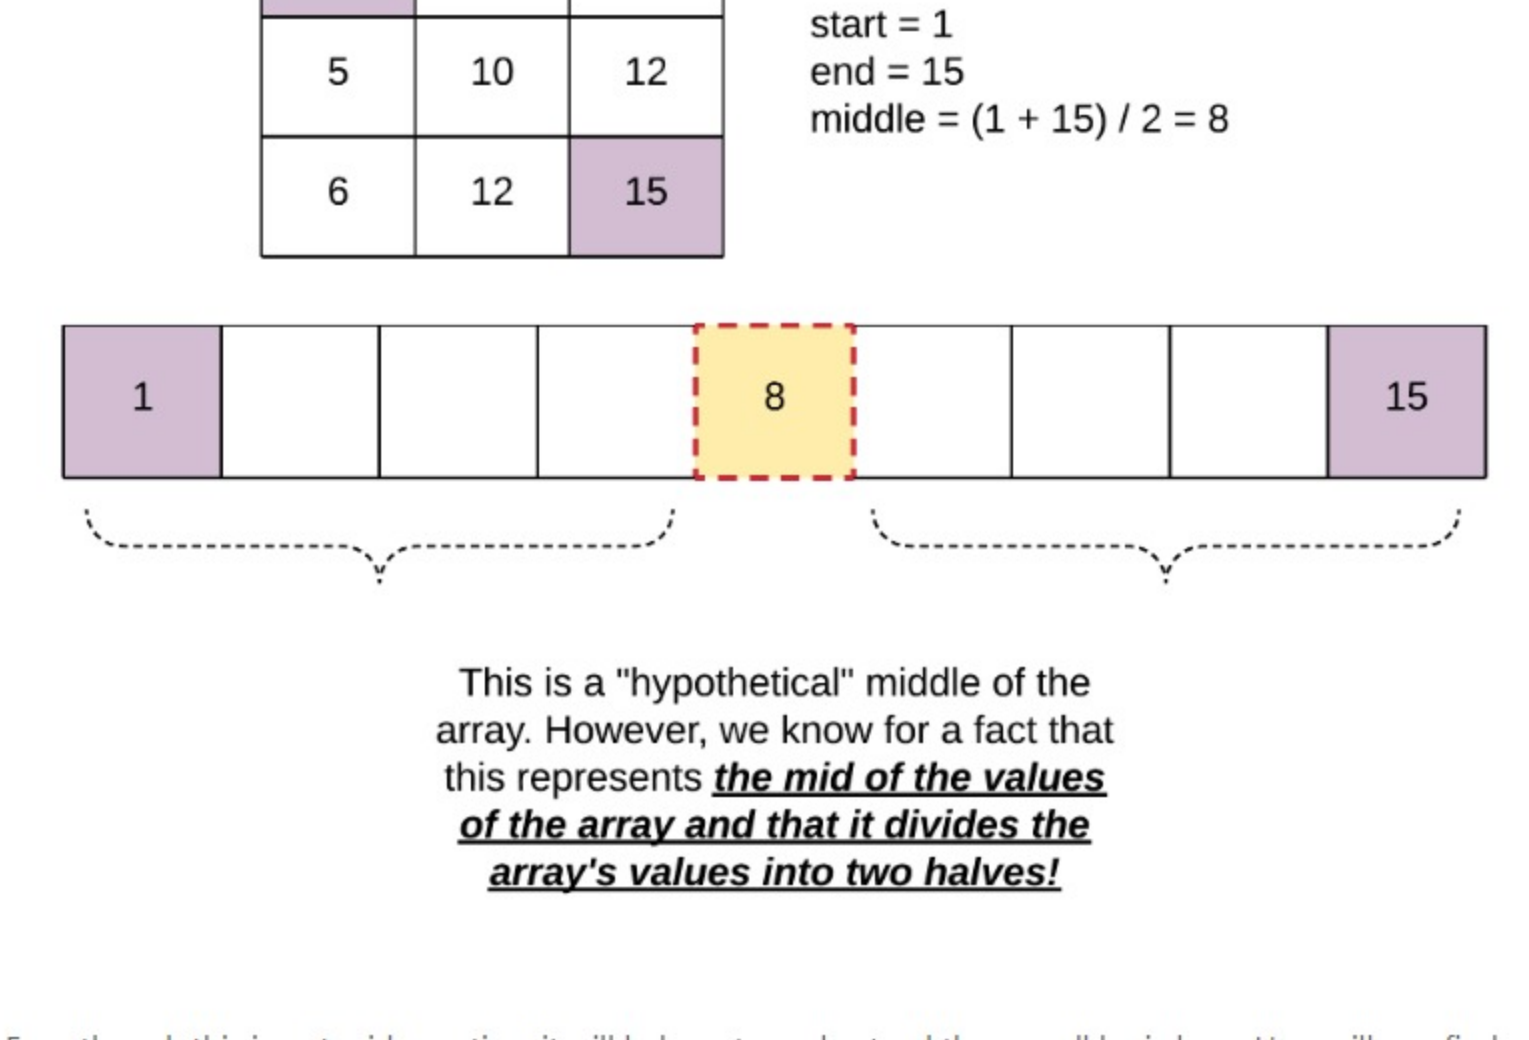 start = 1
5 10 12
end = 15
middle = (1 + 15) / 2 = 8
6 12 15
1 8 15
This is a "hypothetical" middle of the
array. However, we know for a fact that
this represents the mid of the values
of the array and that it divides the
array's values into two halves!